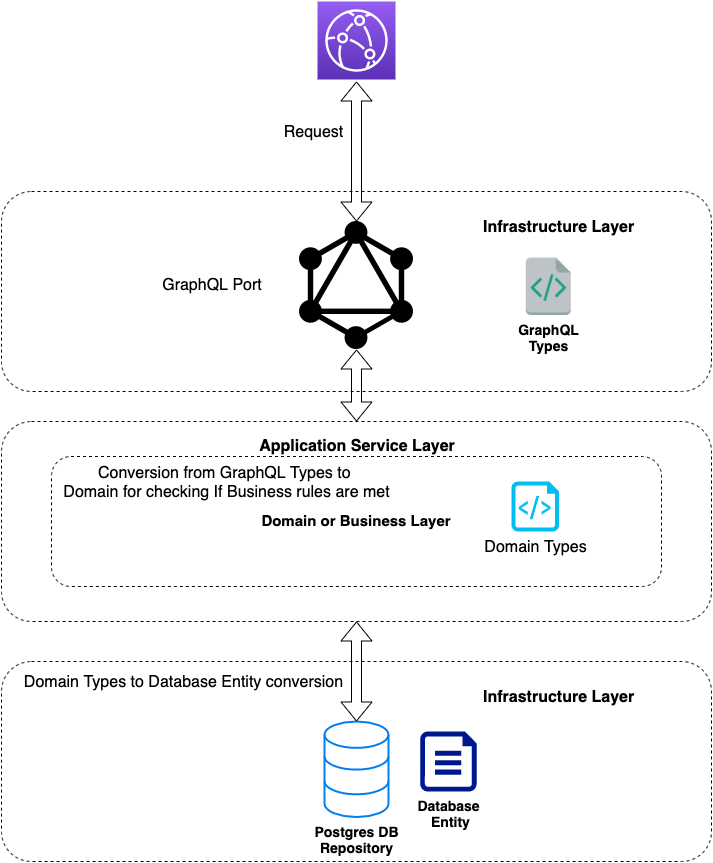 Request
Infrastructure Layer
GraphQL Port
GraphQL
Types
Application Service Layer
Conversion from GraphQL Types to
Domain for checking If Business rules are met
Domain or Business Layer
Domain Types
Domain Types to Database Entity conversion
Infrastructure Layer
Postgres DB
Repository
Database
Entity